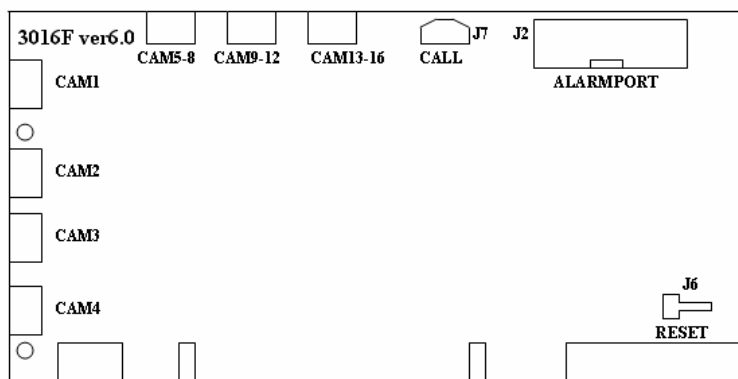 3016F ver6.0
J7
J2
CAM5-8
CAM9-12
CAM13-16
CALL
ALARMPORT
CAM1
CAM2
CAM3
J6
CAM4
RESET